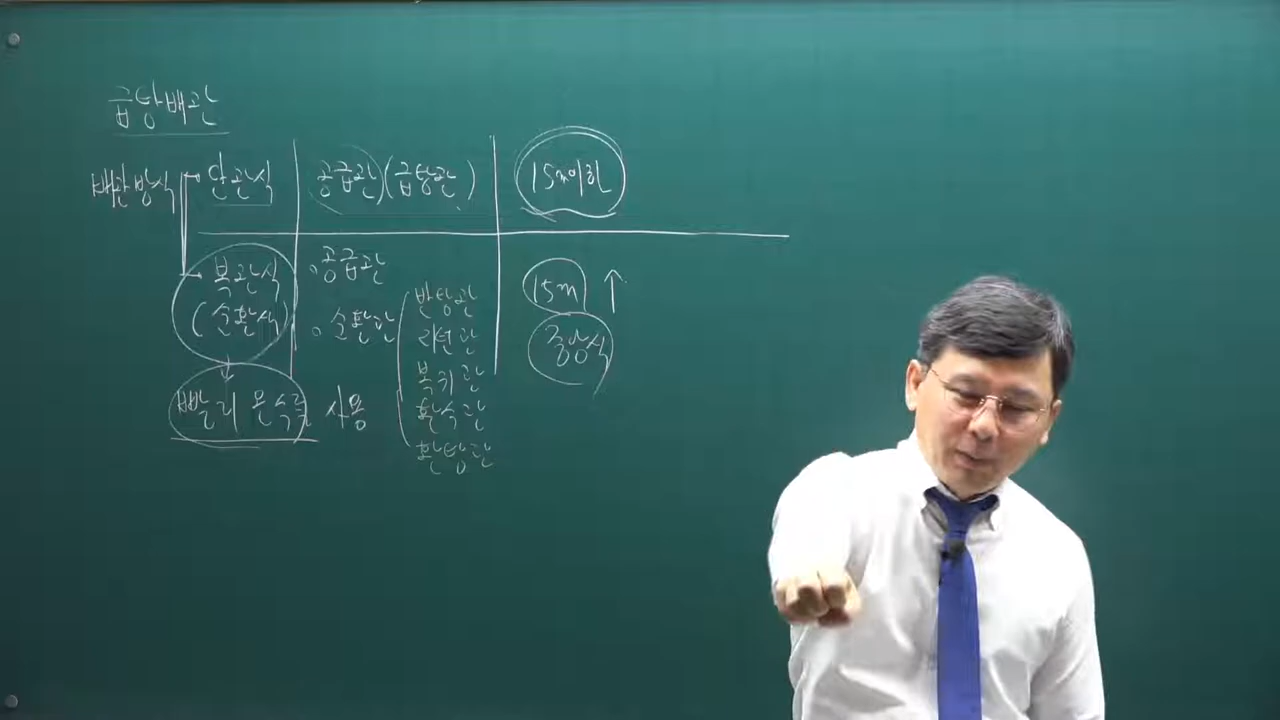 급탕배관
배관방식 단관식 공급관(급탕관) 15m이하
복관식 공급관 15m ↑
(순환식) 순환관 반탕관
리턴관 중앙식
복귀관
빨리 온수를 사용 환수관
환탕관